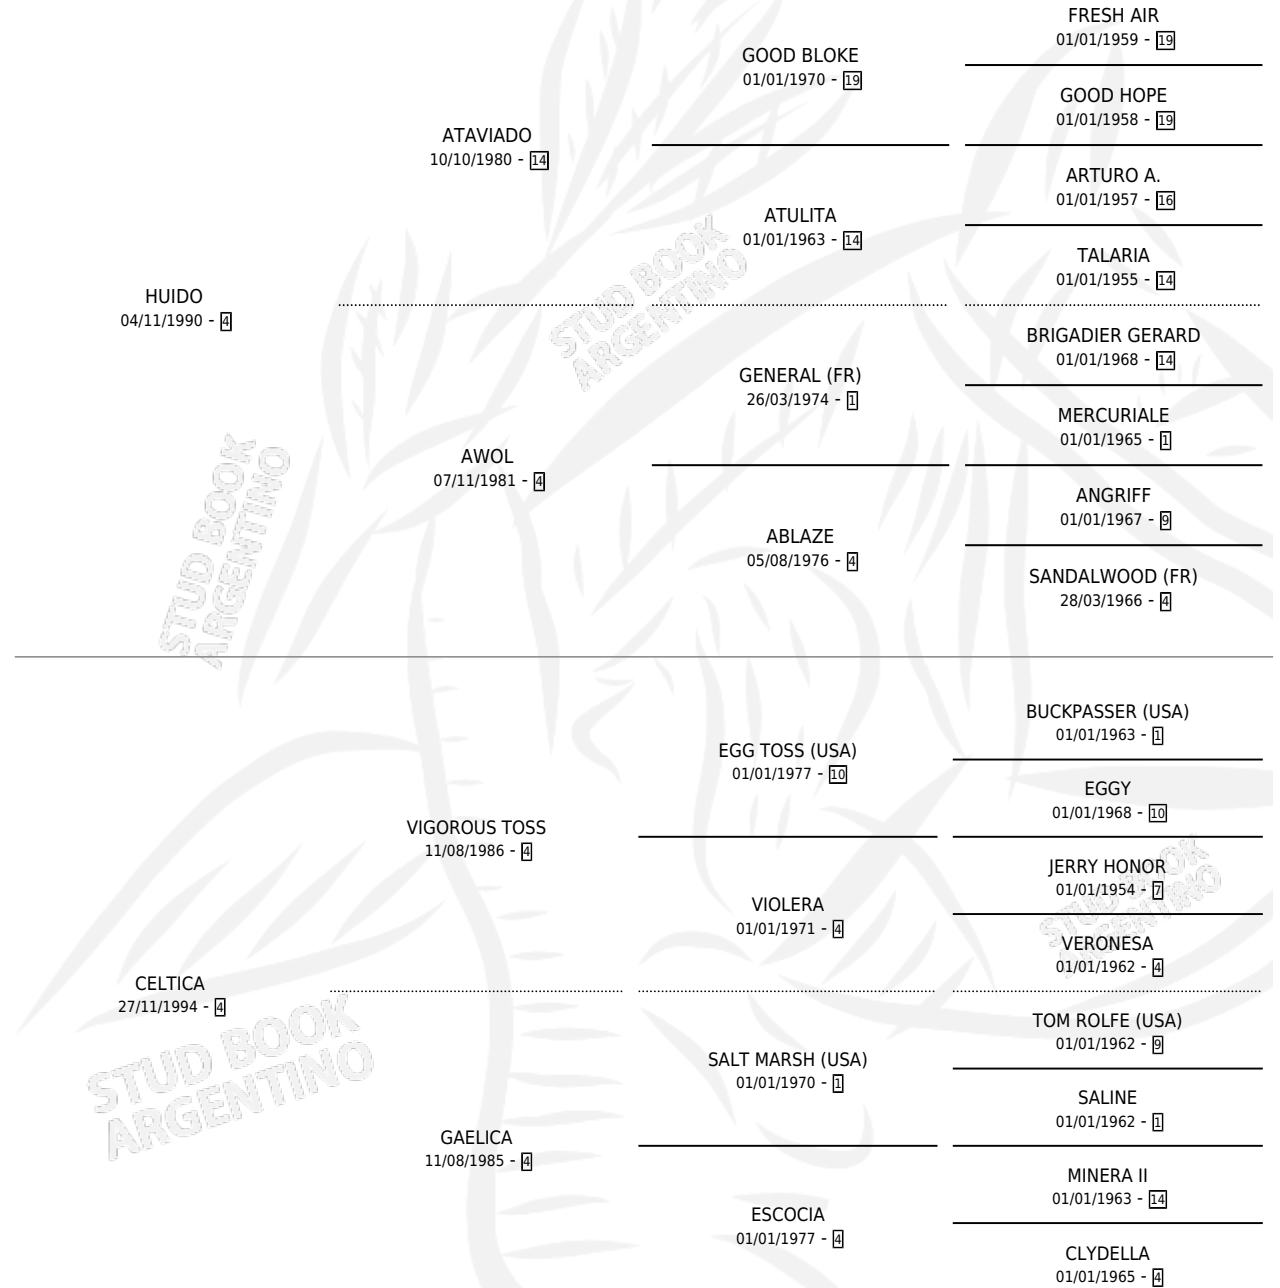 FRESH AIR
01/01/1959 - 19
GOOD BLOKE
01/01/1970 - 19
GOOD HOPE
01/01/1958 - 19
ATAVIADO
10/10/1980 - 14
ARTURO A.
01/01/1957 - 16
ATULITA
01/01/1963 - 14
TALARIA
01/01/1955 - 14
HUIDO
04/11/1990 - 4
STUD BOOK
ARGENTINO
BRIGADIER GERARD
01/01/1968 - 14
GENERAL (FR)
26/03/1974 - 1
MERCURIALE
01/01/1965 - 1
AWOL
07/11/1981 - 4
ANGRIFF
01/01/1967 - 9
ABLAZE
05/08/1976 - 4
SANDALWOOD (FR)
28/03/1966 - 4
STUD BOOK
ARGENTINO
BUCKPASSER (USA)
01/01/1963 - 1
EGG TOSS (USA)
01/01/1977 - 10
EGGY
01/01/1968 - 10
VIGOROUS TOSS
11/08/1986 - 4
JERRY HONOR
01/01/1954 - 7
VIOLERA
01/01/1971 - 4
VERONESA
01/01/1962 - 4
STUD BOOK
ARGENTINO
CELTICA
27/11/1994 - 4
TOM ROLFE (USA)
01/01/1962 - 9
SALT MARSH (USA)
01/01/1970 - 1
SALINE
01/01/1962 - 1
STUD BOOK
ARGENTINO
GAELICA
11/08/1985 - 4
MINERA II
01/01/1963 - 14
ESCOCIA
01/01/1977 - 4
CLYDELLA
01/01/1965 - 4